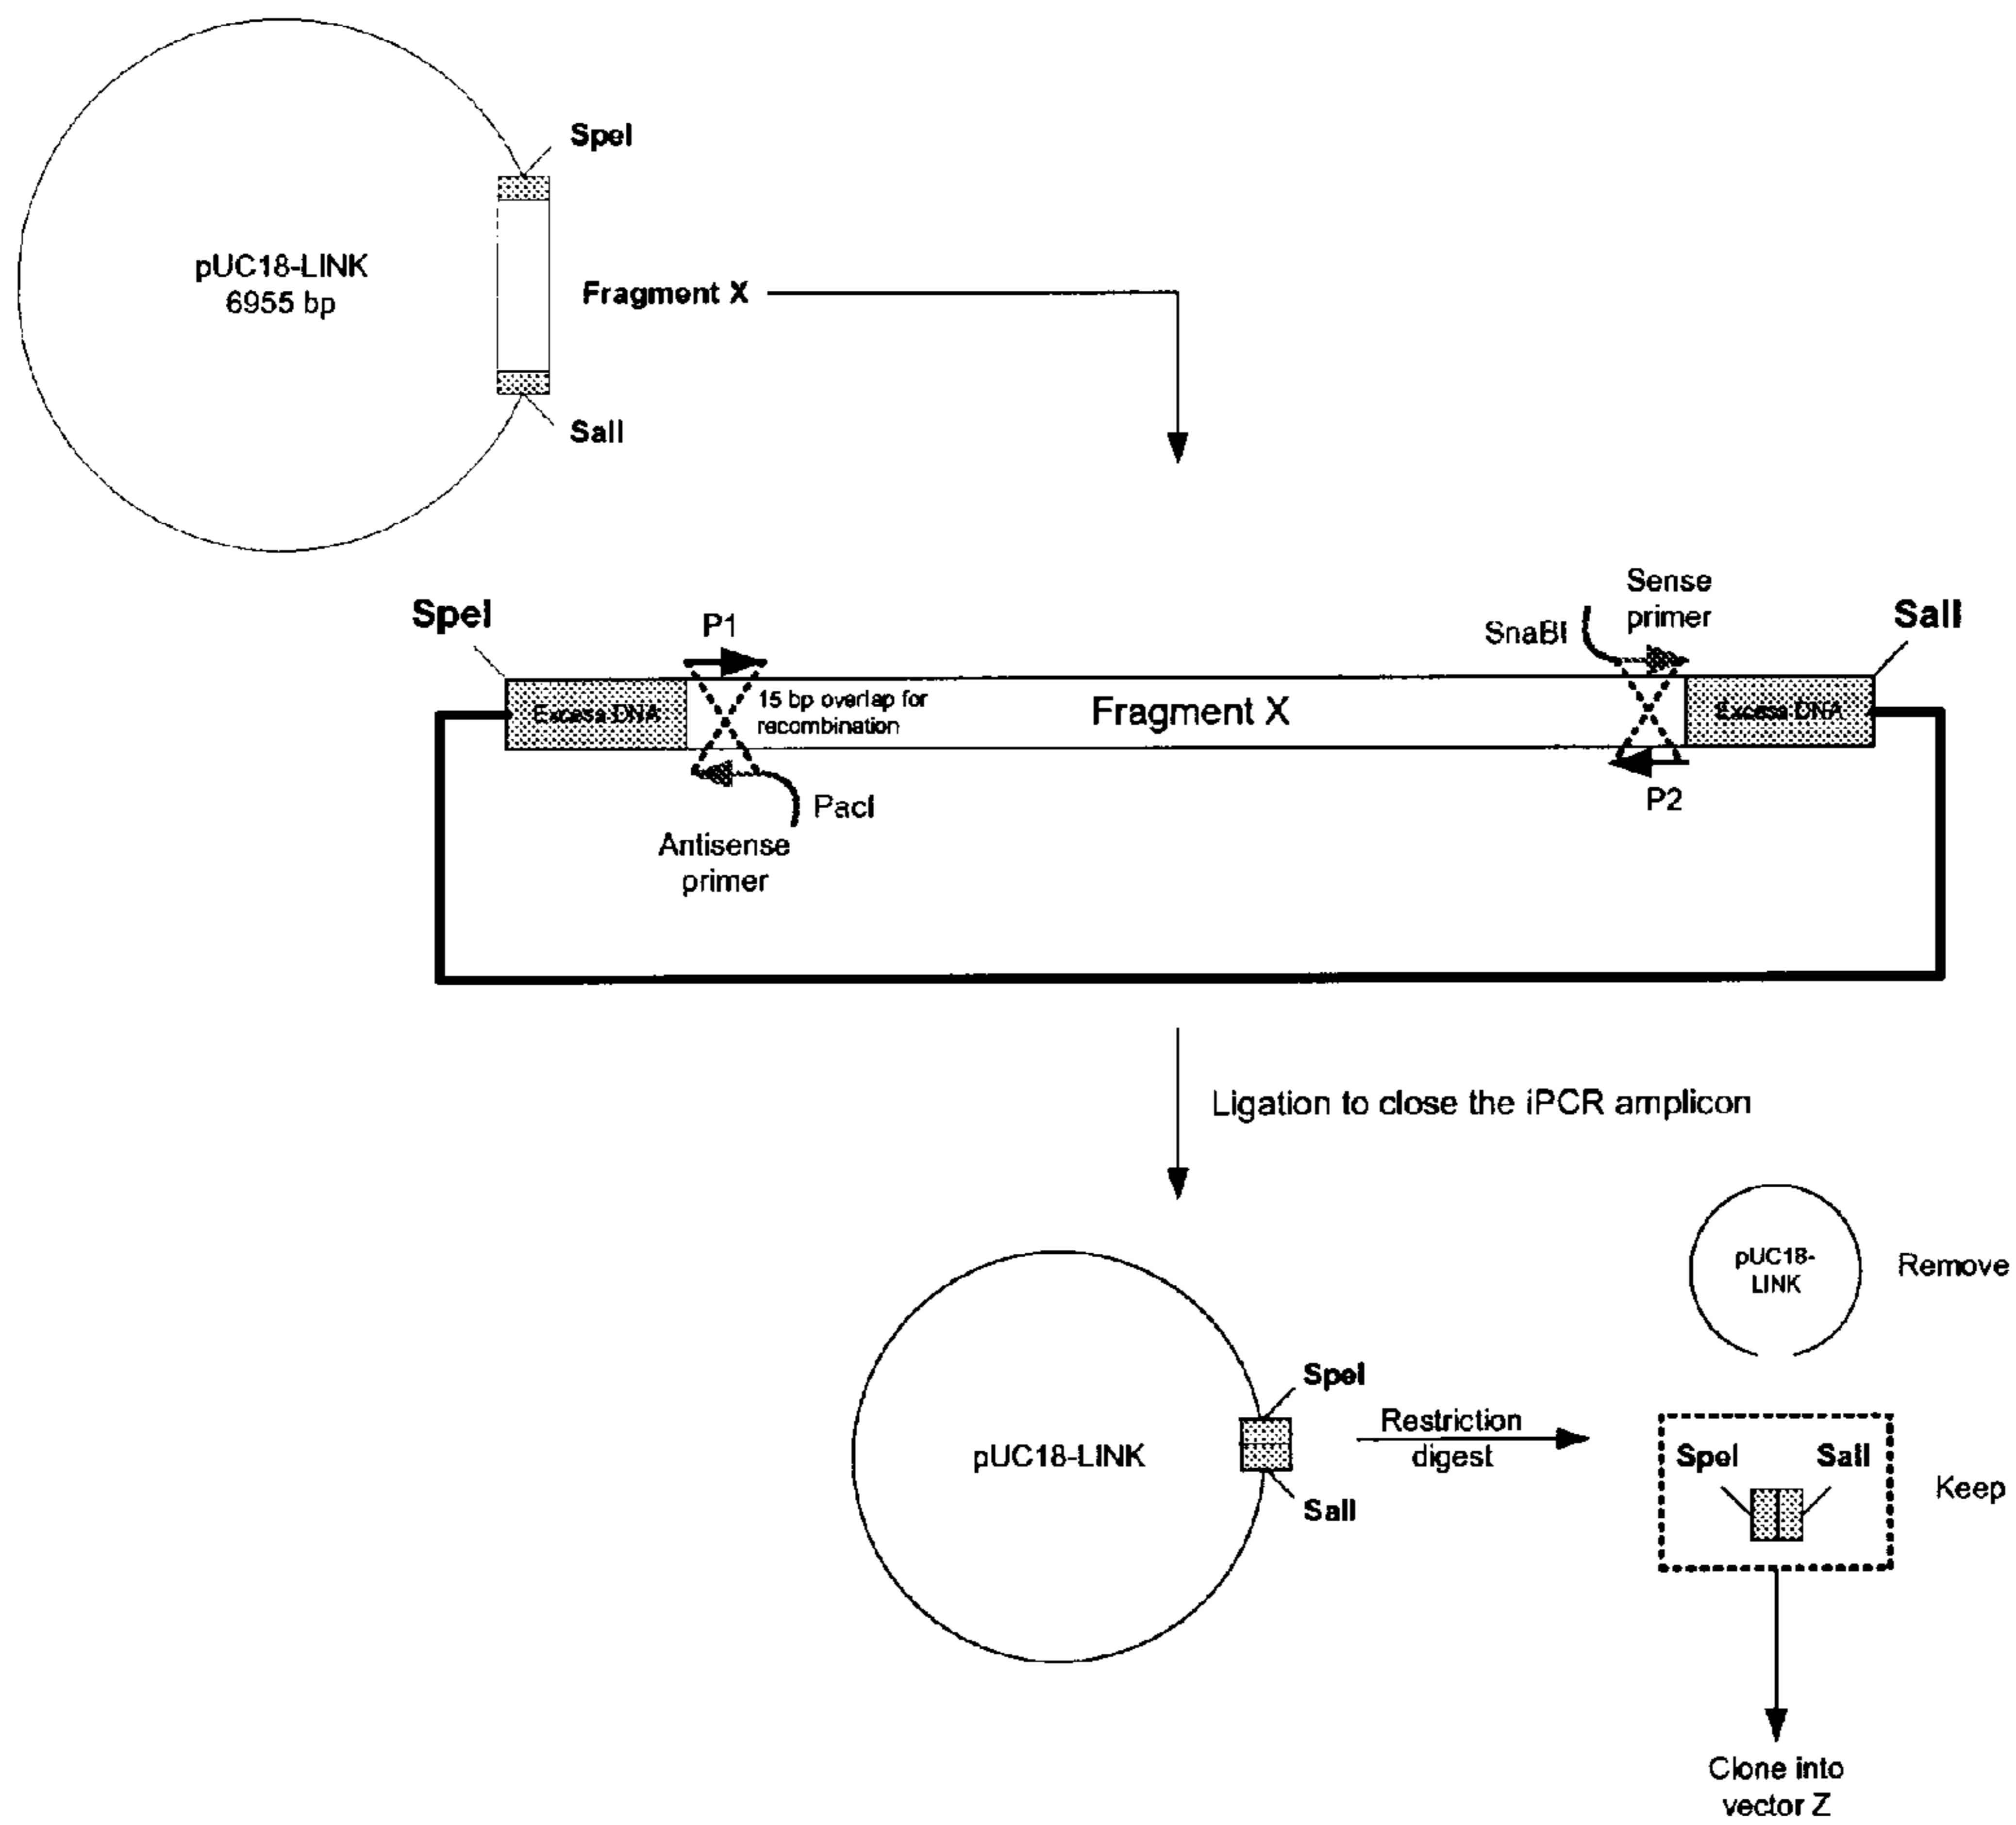 SpeI
pUC18-LINK
6955 bp
Fragment X
SalI
Sense
primer
SpeI
P1
SnaBI
SalI
Excess DNA
15 bp overlap for
recombination
Fragment X
Excess DNA
PacI
P2
Antisense
primer
Ligation to close the iPCR amplicon
pUC18-
LINK
Remove
SpeI
pUC18-LINK
Restriction
digest
SalI
SpeI
SalI
Keep
Clone into
vector Z